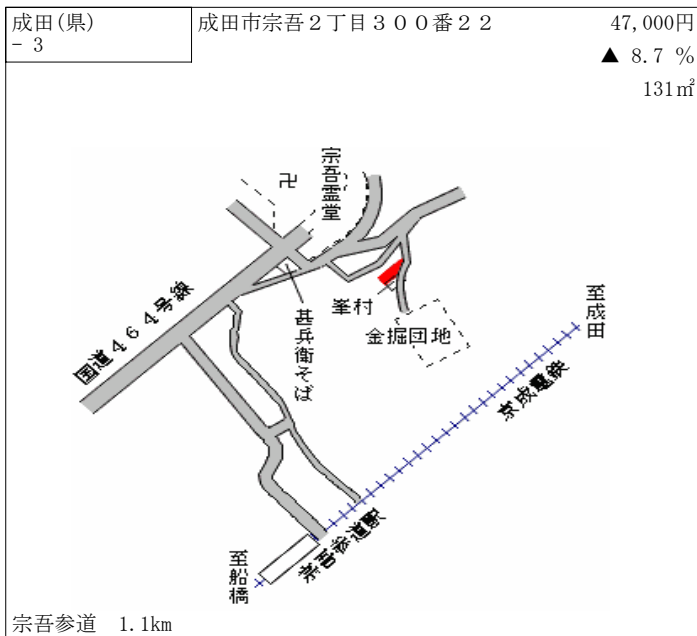 成田(県)
- 3
成田市宗吾２丁目３００番２２
47,000円
▲ 8.7 %
131㎡
宗吾霊堂
卍
国道４６４号線
甚兵衛そば
峯村
金掘団地
至成田
京成電鉄
宗吾参道
至船橋
宗吾参道 1.1km